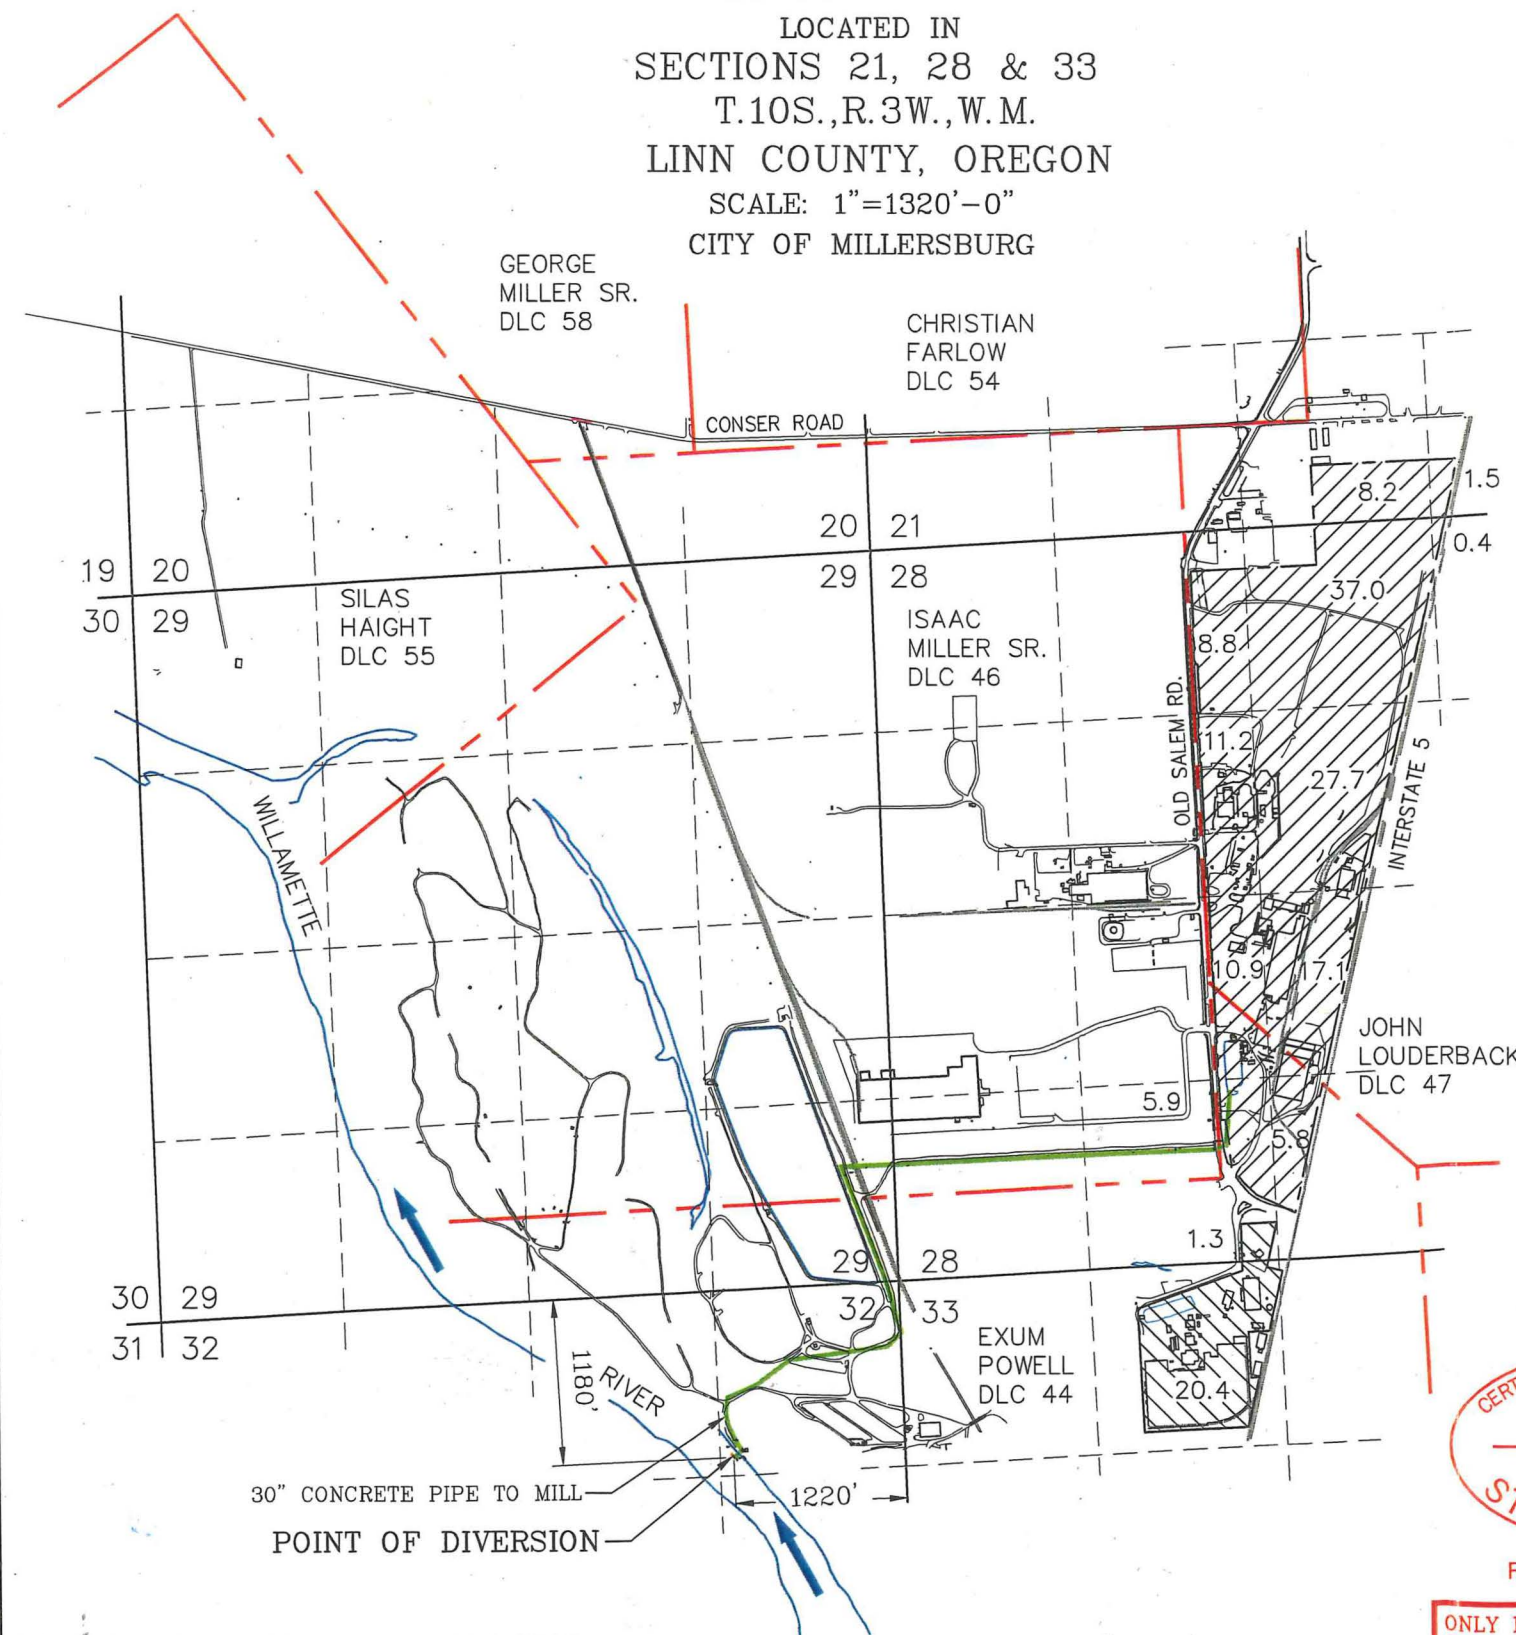 LOCATED IN
SECTIONS 21, 28 & 33
T.10S.,R.3W.,W.M.
LINN COUNTY, OREGON
SCALE: 1"=1320'-0"
CITY OF MILLERSBURG
GEORGE
MILLER SR.
DLC 58
CHRISTIAN
FARLOW
DLC 54
CONSER ROAD
8.2
1.5
20 21
0.4
19 20
29 28
30 29
SILAS
HAIGHT
DLC 55
37.0
ISAAC
MILLER SR.
DLC 46
8.8
OLD SALEM RD.
11.2
27.7
INTERSTATE 5
WILLAMETTE
10.9
17.1
JOHN
LOUDERBACK
DLC 47
5.9
5.8
1.3
29 28
30 29
32 33
31 32
EXUM
POWELL
DLC 44
1180'
RIVER
20.4
CERT
ST
30" CONCRETE PIPE TO MILL
1220'
POINT OF DIVERSION
ONLY